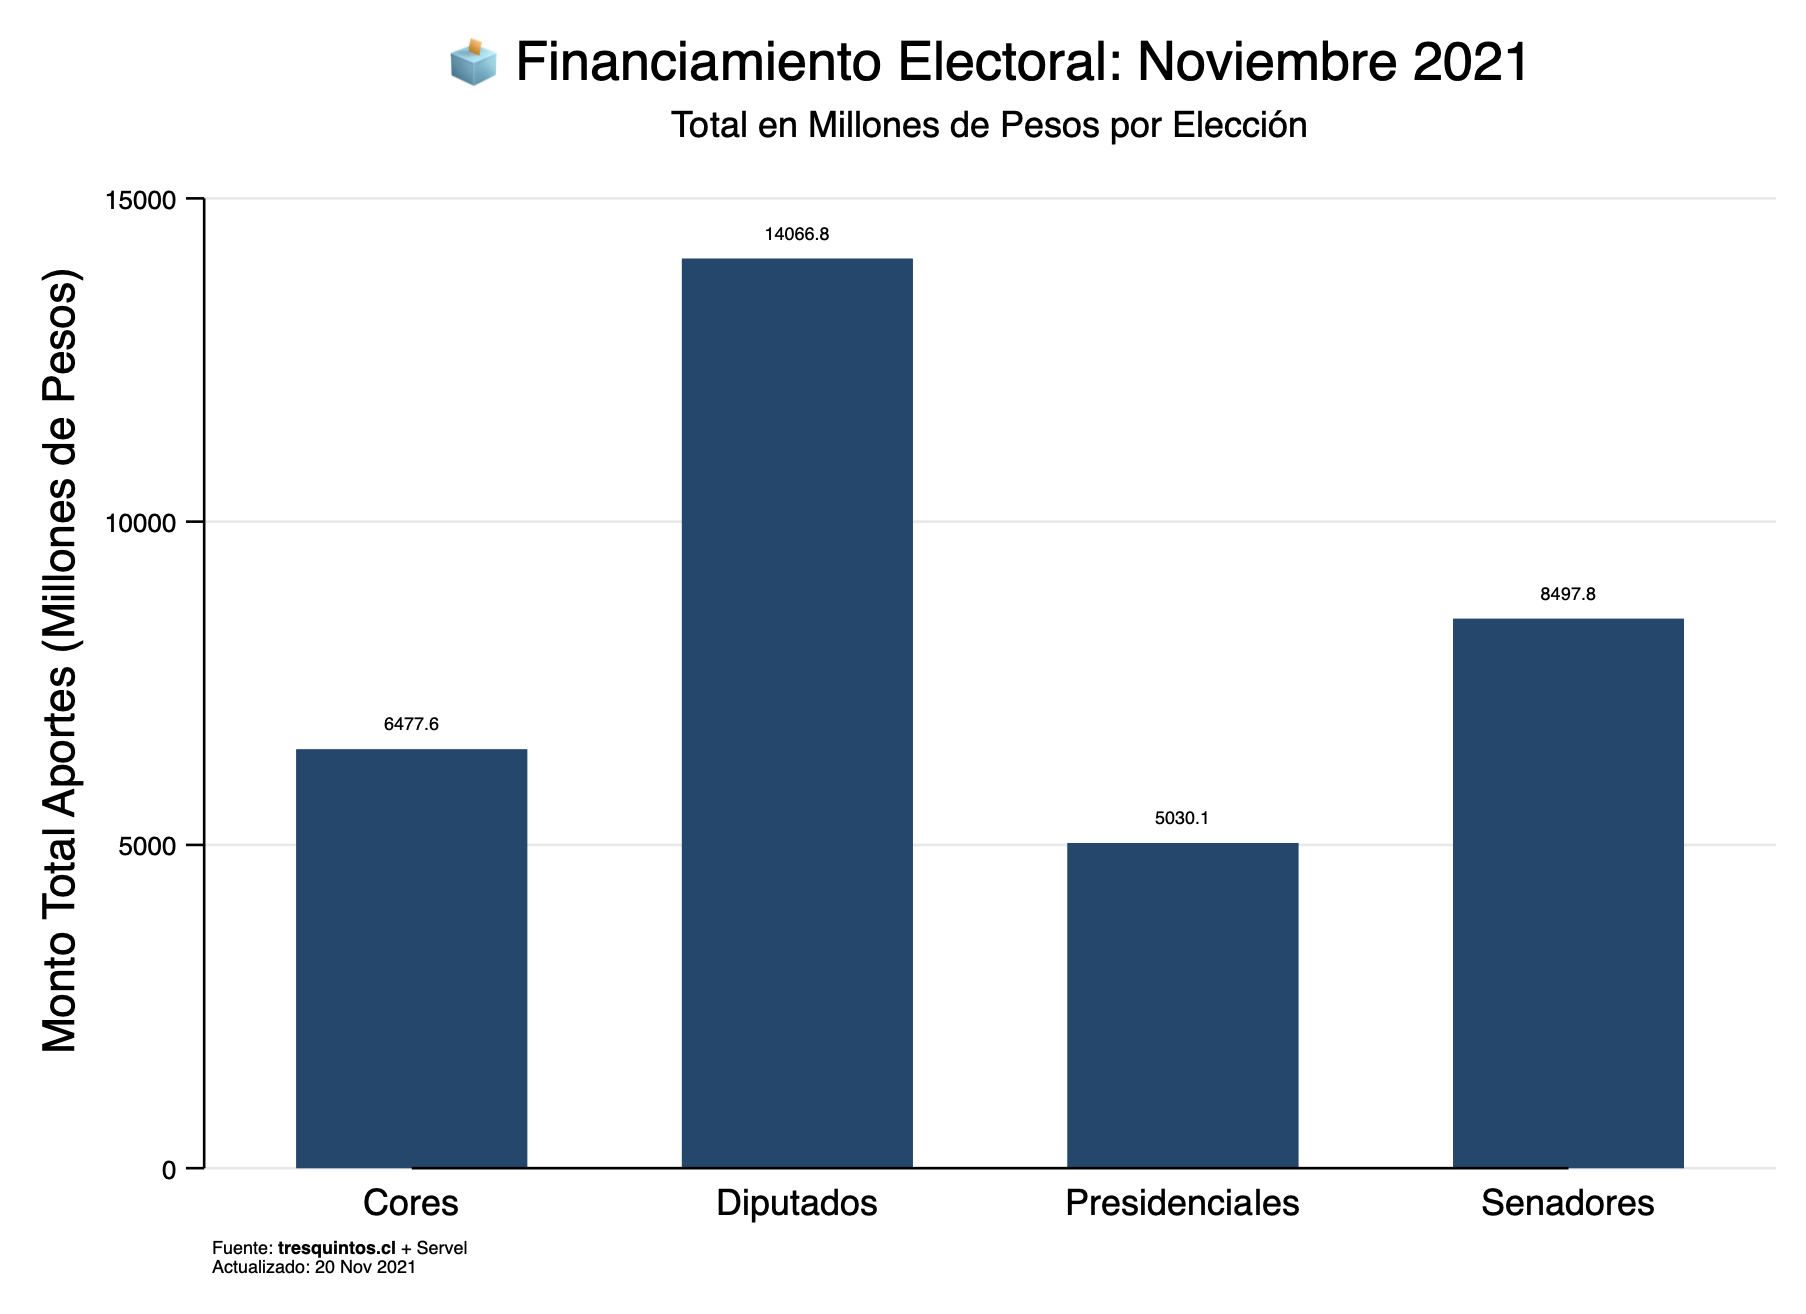 Financiamiento Electoral: Noviembre 2021
Total en Millones de Pesos por Elección
Monto Total Aportes (Millones de Pesos)
15000
10000
5000
0
6477.6
14066.8
5030.1
8497.8
Cores
Diputados
Presidenciales
Senadores
Fuente: tresquintos.cl + Servel
Actualizado: 20 Nov 2021